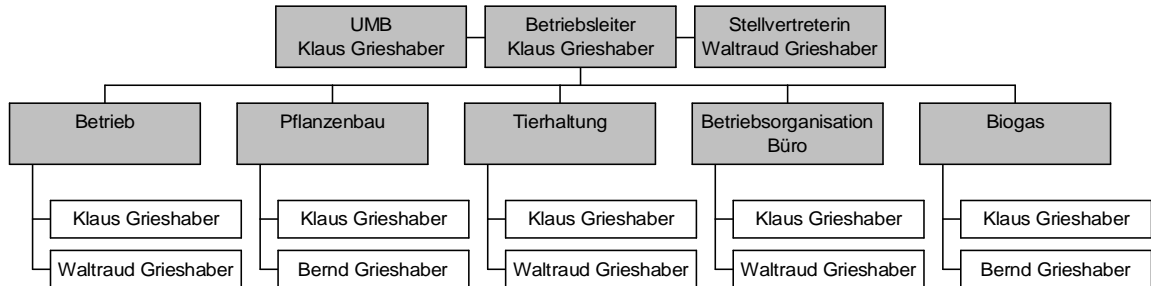 UMB
Klaus Grieshaber
Betriebsleiter
Klaus Grieshaber
Stellvertreterin
Waltraud Grieshaber
Betrieb
Pflanzenbau
Tierhaltung
Betriebsorganisation
Büro
Biogas
Klaus Grieshaber
Klaus Grieshaber
Klaus Grieshaber
Klaus Grieshaber
Klaus Grieshaber
Waltraud Grieshaber
Bernd Grieshaber
Waltraud Grieshaber
Waltraud Grieshaber
Bernd Grieshaber